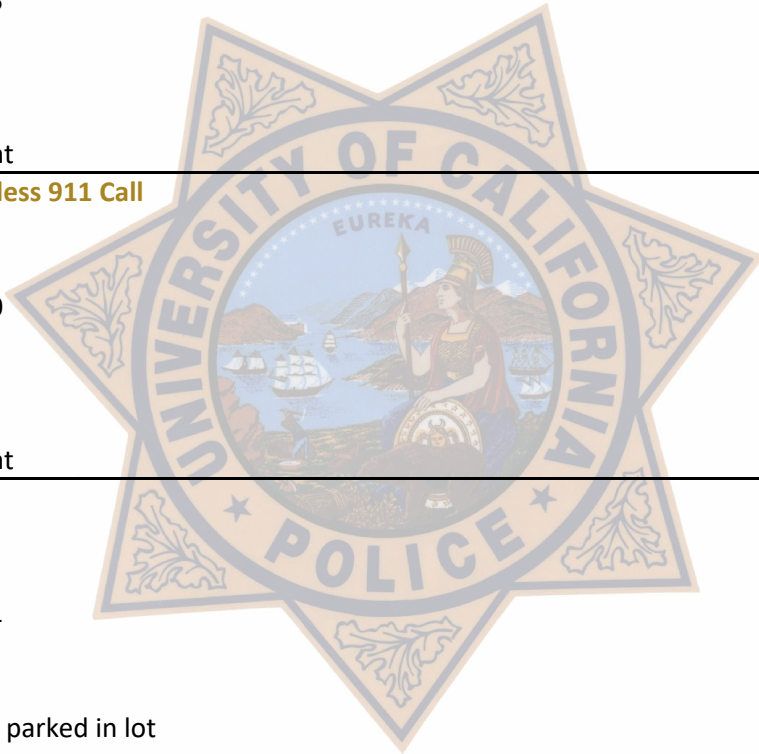 nt
less 911 Call
nt
parked in lot
UNIVERSITY OF CALIFORNIA
EUREKA
★ POLICE ★